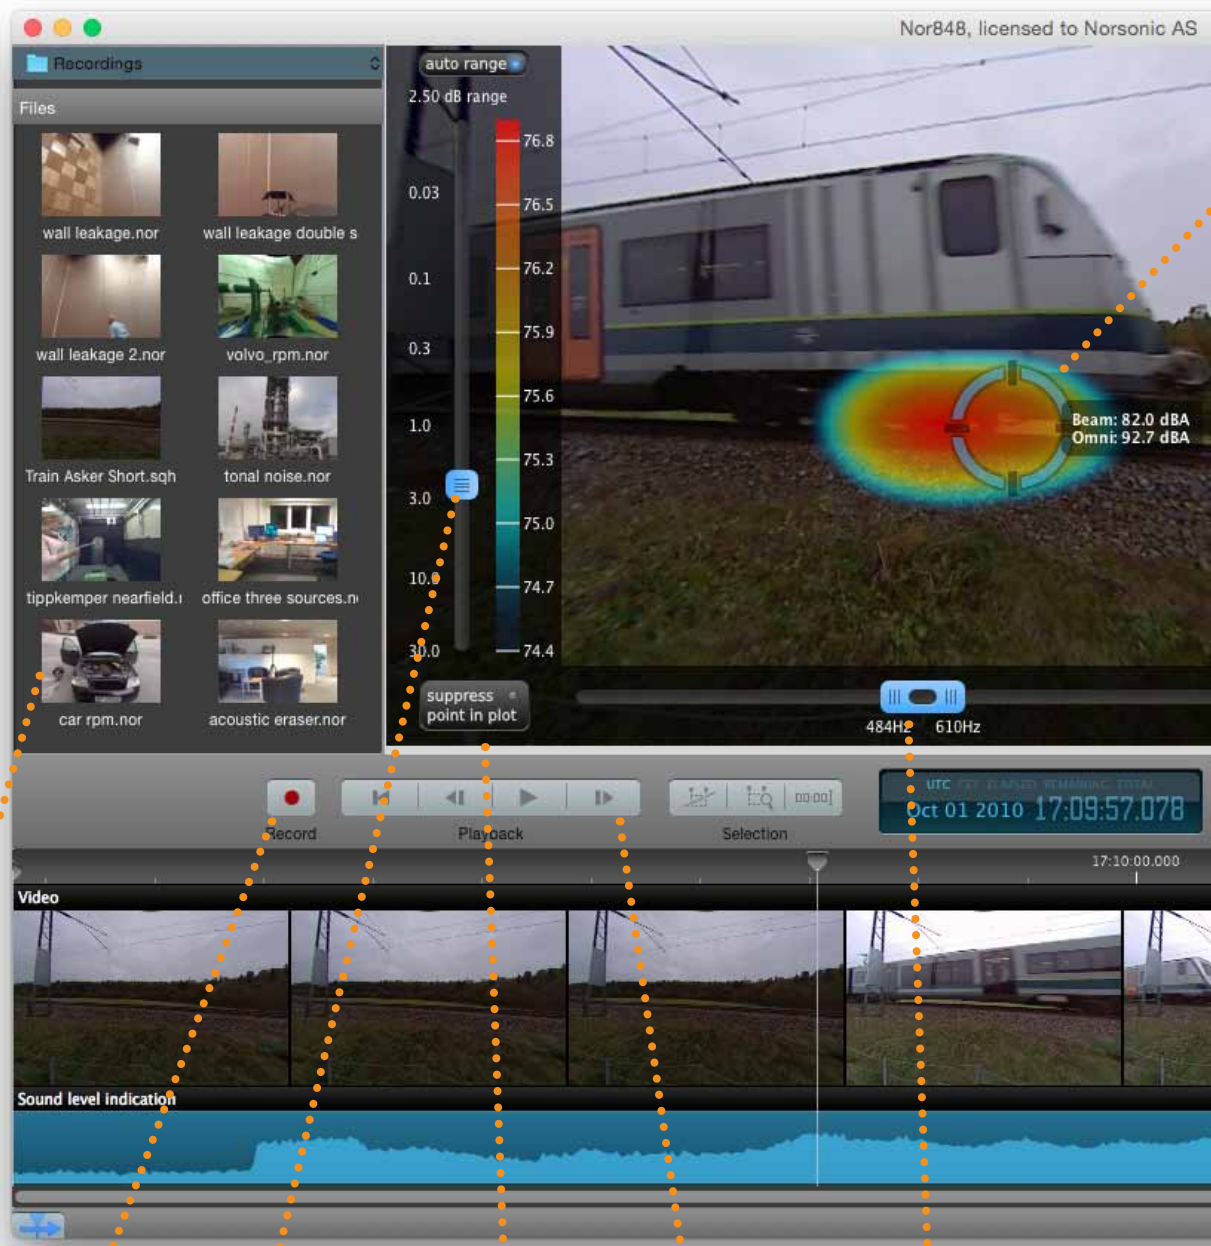 Nor848, licensed to Norsonic AS
Recordings
Files
wall leakage.nor
wall leakage double s
wall leakage 2.nor
volvo_rpm.nor
Train Asker Short.sqh
tonal noise.nor
tippkemper nearfield.
office three sources.n
car rpm.nor
acoustic eraser.nor
auto range
2.50 dB range
0.03
0.1
0.3
1.0
3.0
10.0
30.0
76.8
76.5
76.2
75.9
75.6
75.3
75.0
74.7
74.4
suppress
point in plot
Beam: 82.0 dBA
Omni: 92.7 dBA
484Hz
610Hz
Record
Playback
Selection
00:00
UTC ELAPSED REMAINING TOTAL
Oct 01 2010 17:09:57.078
17:10:00.000
Video
Sound level indication